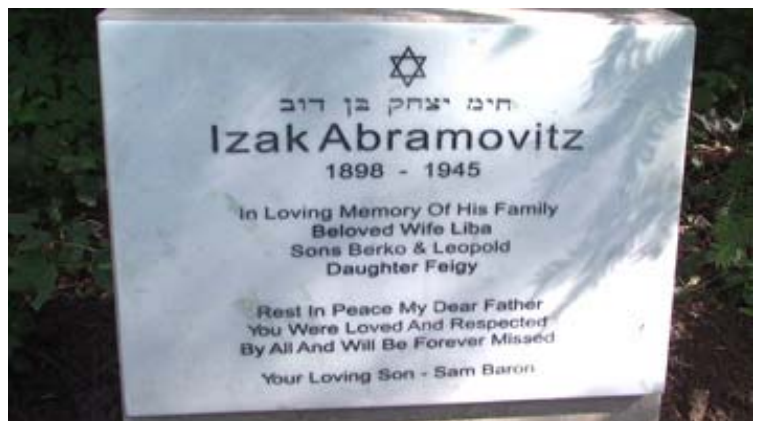 חימ יצחק בן דוב
Izak Abramovitz
1898 - 1945
In Loving Memory Of His Family
Beloved Wife Liba
Sons Berko & Leopold
Daughter Feigy
Rest In Peace My Dear Father
You Were Loved And Respected
By All And Will Be Forever Missed
Your Loving Son - Sam Baron